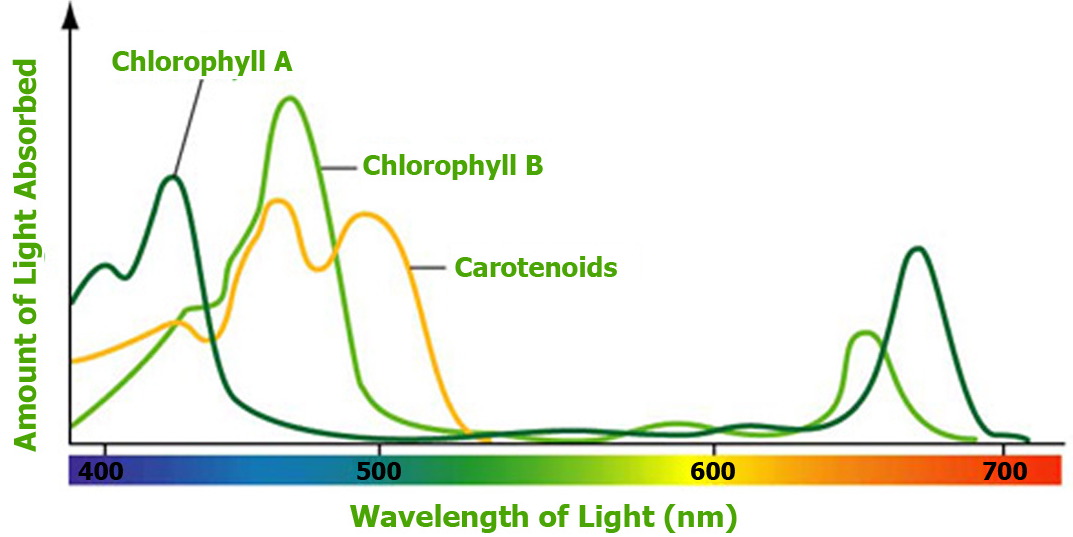 Chlorophyll A
Chlorophyll B
Carotenoids
Amount of Light Absorbed
400 500 600 700
Wavelength of Light (nm)